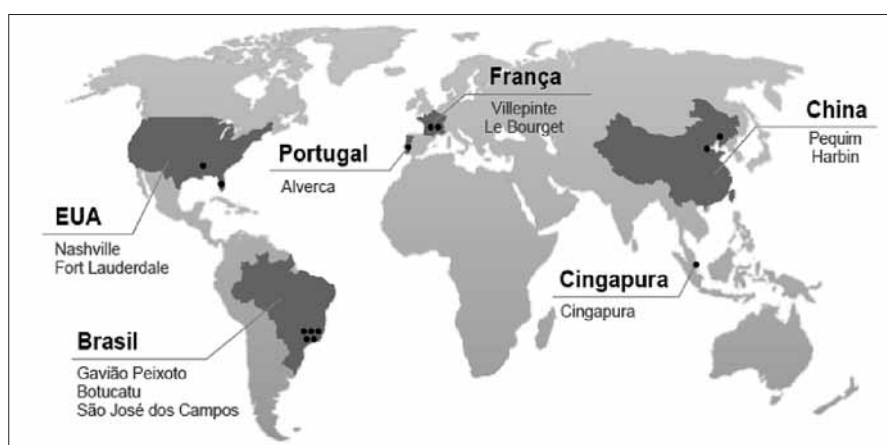 França
Villepinte
Le Bourget
China
Pequim
Harbin
Portugal
Alverca
EUA
Nashville
Fort Lauderdale
Cingapura
Cingapura
Brasil
Gavião Peixoto
Botucatu
São José dos Campos